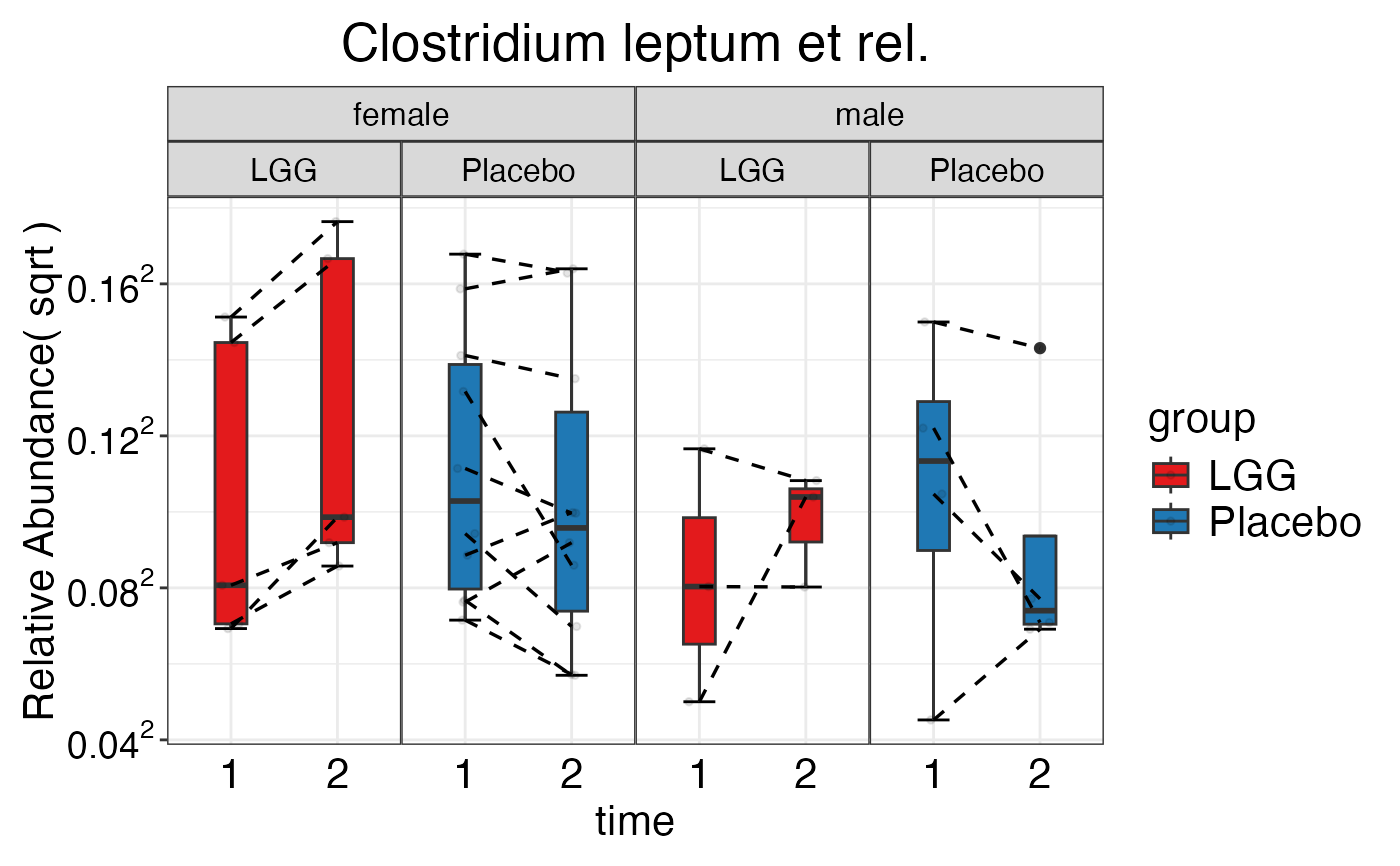 Clostridium leptum et rel.
female male
LGG Placebo LGG Placebo
Relative Abundance( sqrt )
0.16²
0.12²
0.08²
0.04²
1 2 1 2 1 2 1 2
time
group
LGG
Placebo